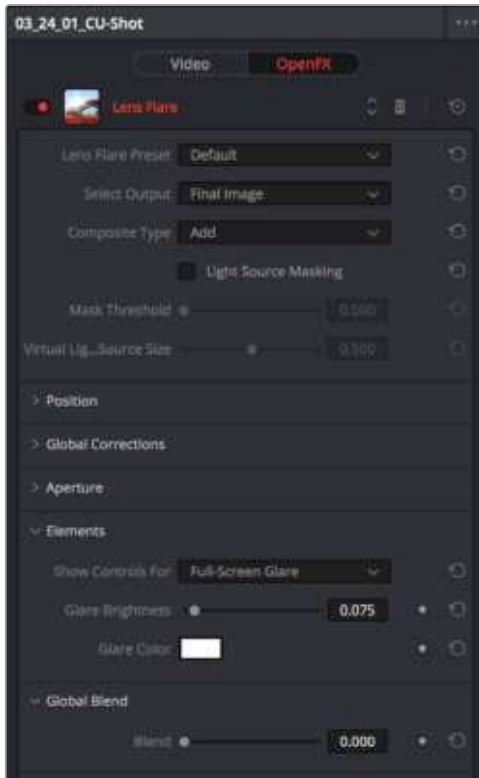 03_24_01_CU-Shot
Video OpenFX
Lens Flare
Lens Flare Preset Default
Select Output Final Image
Composite Type Add
Light Source Masking
Mask Threshold 0.000
Virtual Lig...Source Size 0.500
> Position
> Global Corrections
> Aperture
Elements
Show Controls For Full-Screen Glare
Glare Brightness 0.075
Glare Color
Global Blend
Blend 0.000